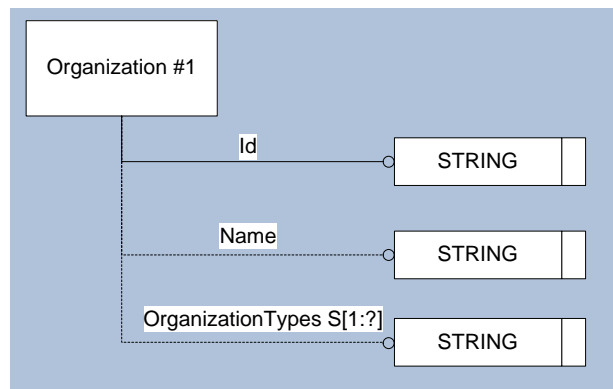 Organization #1
Id
STRING
Name
STRING
OrganizationTypes S[1:?]
STRING